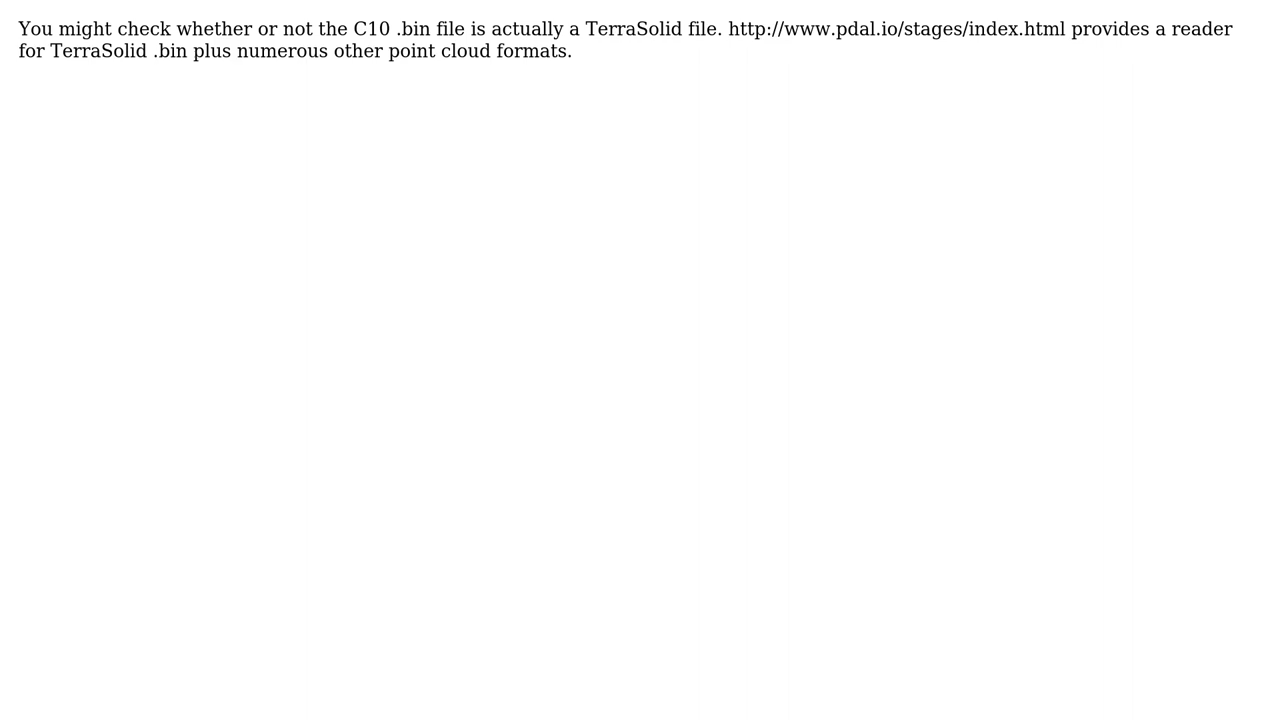 You might check whether or not the C10 .bin file is actually a TerraSolid file. http://www.pdal.io/stages/index.html provides a reader
for TerraSolid .bin plus numerous other point cloud formats.